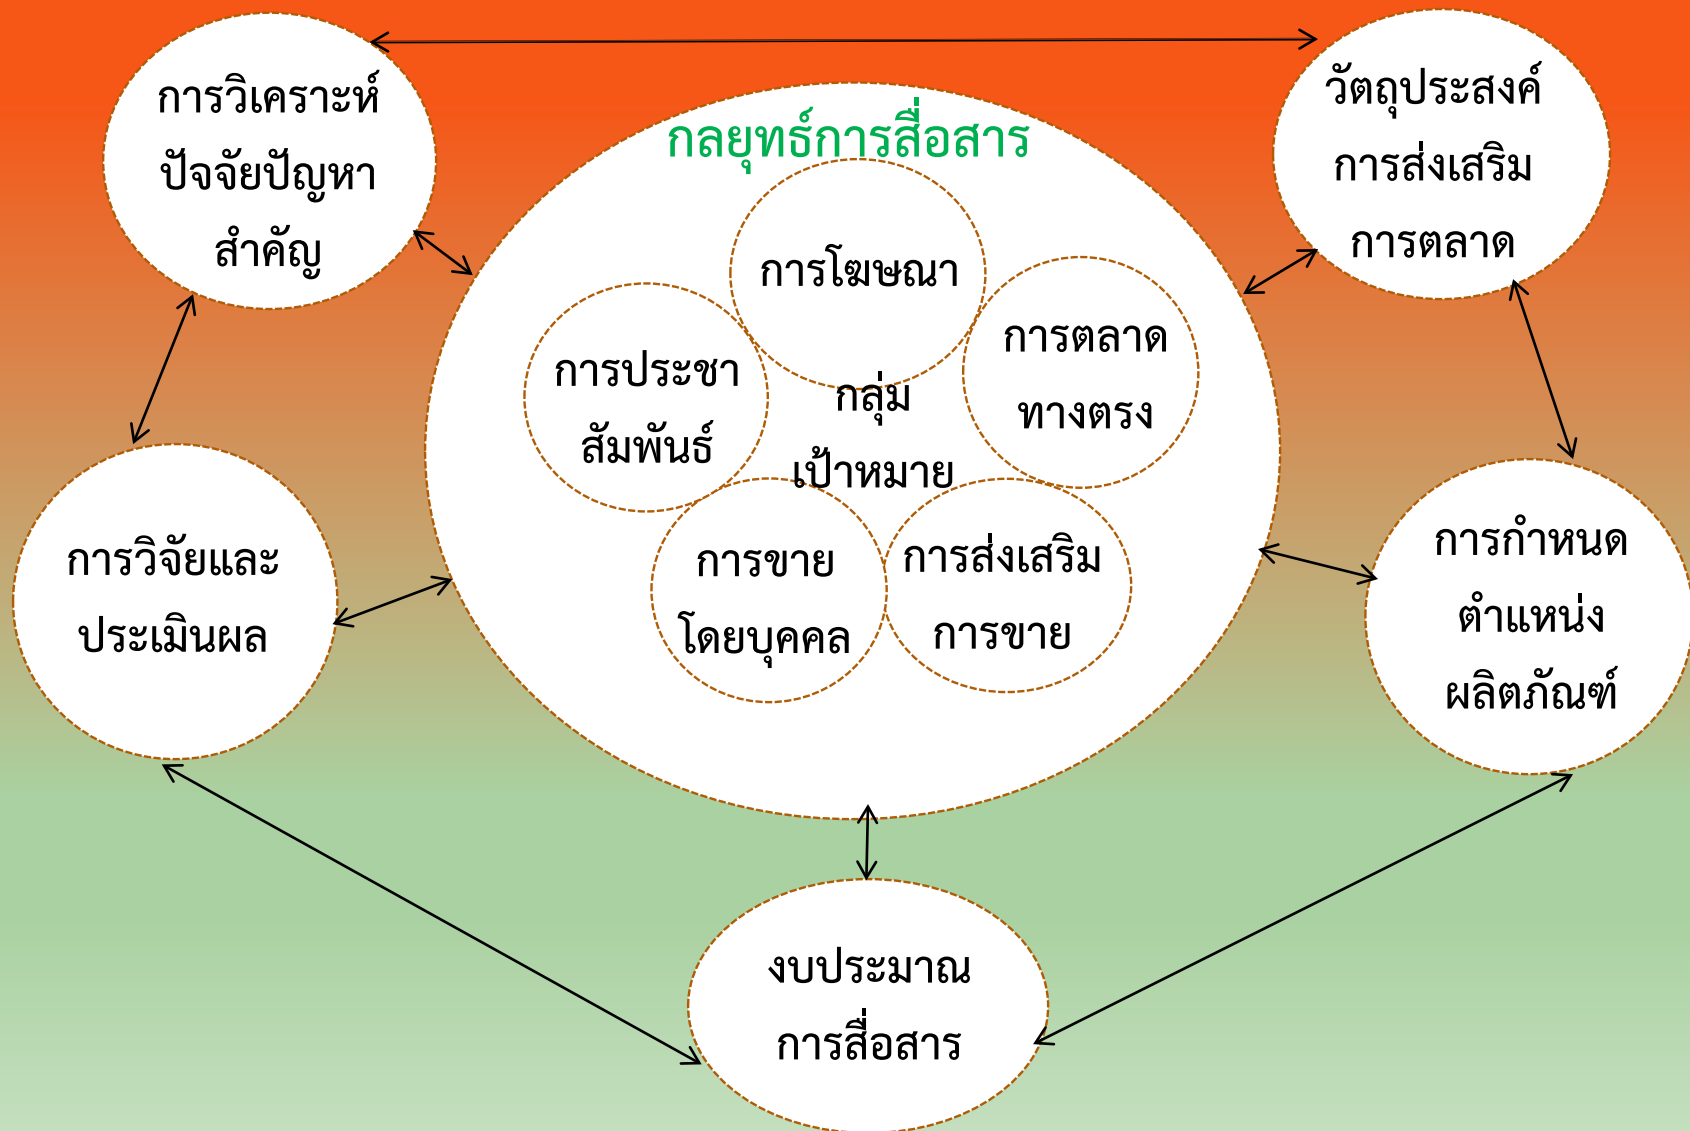 การวิเคราะห์
ปัจจัยปัญหา
สำคัญ
วัตถุประสงค์
การส่งเสริม
การตลาด
กลยุทธ์การสื่อสาร
การโฆษณา
การประชา
สัมพันธ์
การตลาด
ทางตรง
กลุ่ม
เป้าหมาย
การขาย
โดยบุคคล
การส่งเสริม
การขาย
การวิจัยและ
ประเมินผล
การกำหนด
ตำแหน่ง
ผลิตภัณฑ์
งบประมาณ
การสื่อสาร